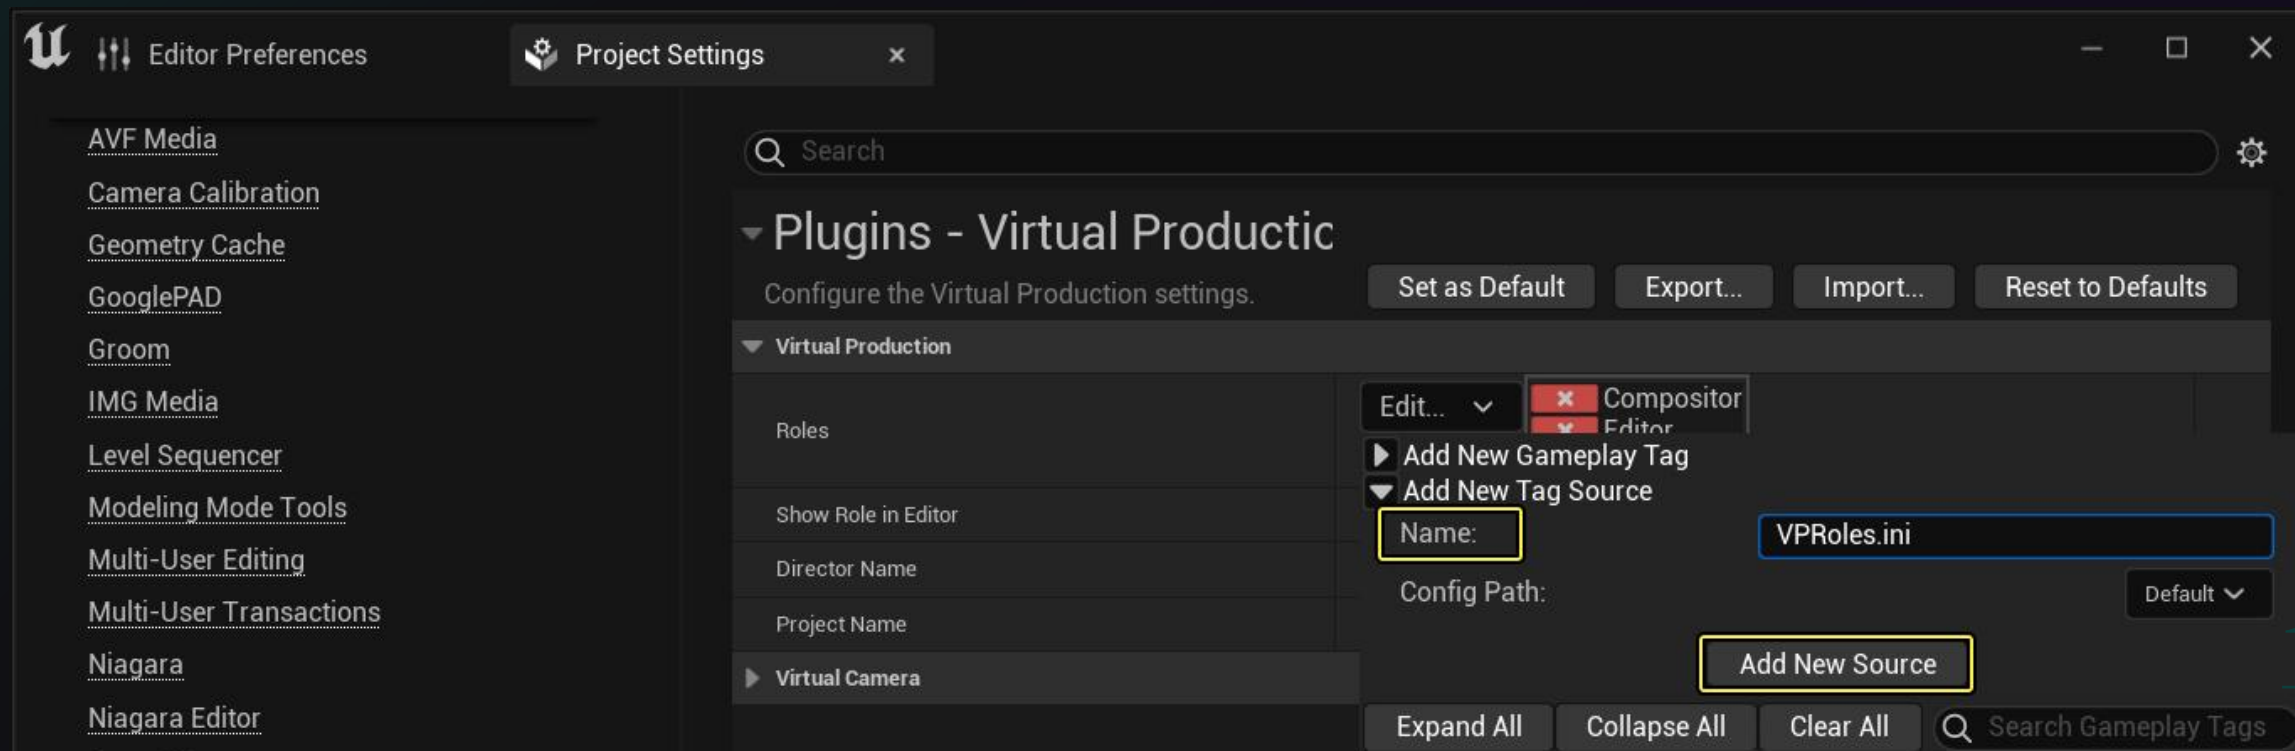 Editor Preferences
Project Settings
AVF Media
Camera Calibration
Geometry Cache
GooglePAD
Groom
IMG Media
Level Sequencer
Modeling Mode Tools
Multi-User Editing
Multi-User Transactions
Niagara
Niagara Editor
Search
Plugins - Virtual Productic
Configure the Virtual Production settings.
Set as Default Export... Import... Reset to Defaults
Virtual Production
Roles
Edit...
Compositor
Editor
Add New Gameplay Tag
Add New Tag Source
Show Role in Editor
Name: VPRoles.ini
Director Name
Config Path: Default
Project Name
Add New Source
Virtual Camera
Expand All Collapse All Clear All Search Gameplay Tags